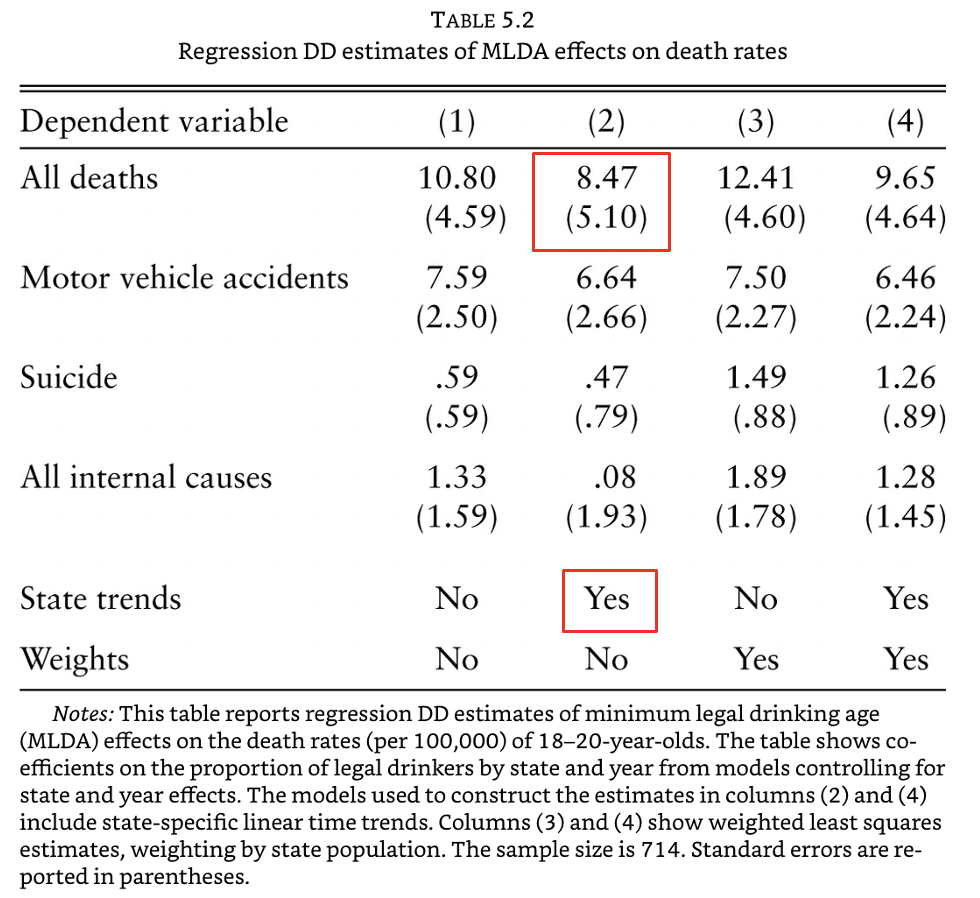 TABLE 5.2
Regression DD estimates of MLDA effects on death rates
Dependent variable (1) (2) (3) (4)
All deaths 10.80 8.47 12.41 9.65
(4.59) (5.10) (4.60) (4.64)
Motor vehicle accidents 7.59 6.64 7.50 6.46
(2.50) (2.66) (2.27) (2.24)
Suicide .59 .47 1.49 1.26
(.59) (.79) (.88) (.89)
All internal causes 1.33 .08 1.89 1.28
(1.59) (1.93) (1.78) (1.45)
State trends No Yes No Yes
Weights No No Yes Yes
Notes: This table reports regression DD estimates of minimum legal drinking age
(MLDA) effects on the death rates (per 100,000) of 18–20-year-olds. The table shows co-
efficients on the proportion of legal drinkers by state and year from models controlling for
state and year effects. The models used to construct the estimates in columns (2) and (4)
include state-specific linear time trends. Columns (3) and (4) show weighted least squares
estimates, weighting by state population. The sample size is 714. Standard errors are re-
ported in parentheses.